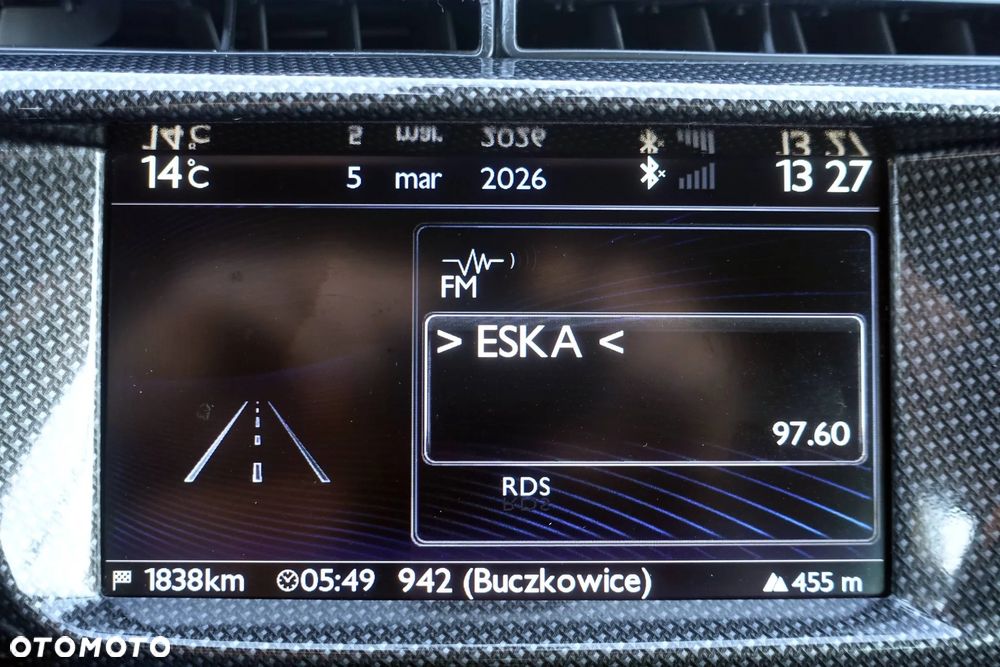 14°C 5 mar 2026 13 27
FM
> ESKA <
97.60
RDS
1838km 05:49 942 (Buczkowice) 455 m
OTOMOTO